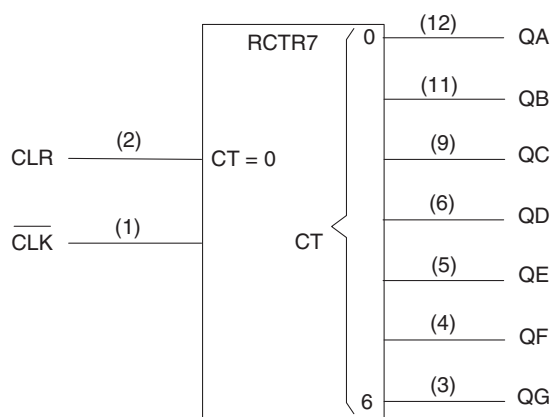 RCTR7
0 (12) QA
(11) QB
CLR (2) CT = 0 (9) QC
(6) QD
C̅L̅K̅ (1) CT
(5) QE
(4) QF
6 (3) QG